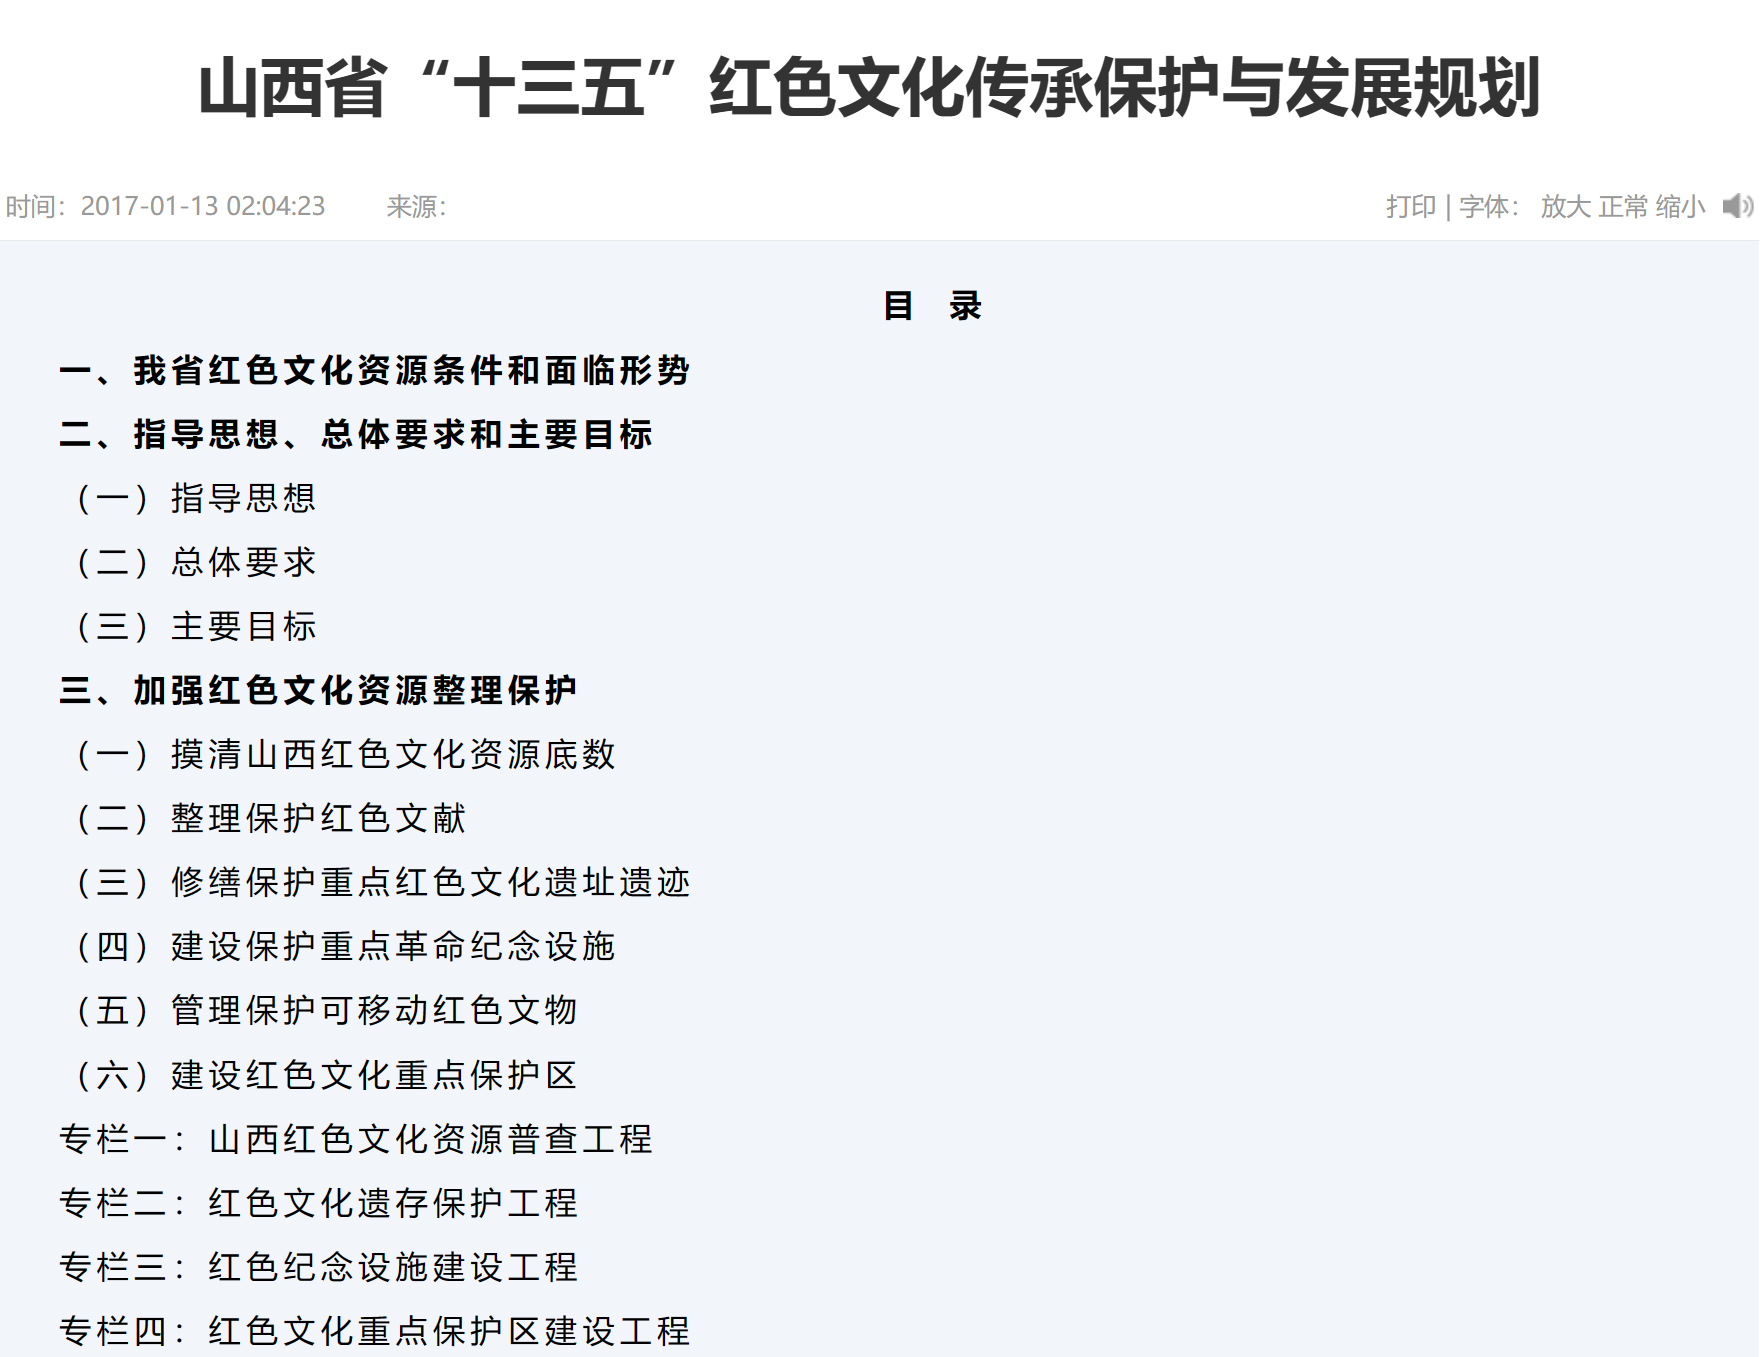 山西省“十三五”红色文化传承保护与发展规划
时间：2017-01-13 02:04:23 来源： 打印 | 字体： 放大 正常 缩小
目 录
一、我省红色文化资源条件和面临形势
二、指导思想、总体要求和主要目标
（一）指导思想
（二）总体要求
（三）主要目标
三、加强红色文化资源整理保护
（一）摸清山西红色文化资源底数
（二）整理保护红色文献
（三）修缮保护重点红色文化遗址遗迹
（四）建设保护重点革命纪念设施
（五）管理保护可移动红色文物
（六）建设红色文化重点保护区
专栏一：山西红色文化资源普查工程
专栏二：红色文化遗存保护工程
专栏三：红色纪念设施建设工程
专栏四：红色文化重点保护区建设工程